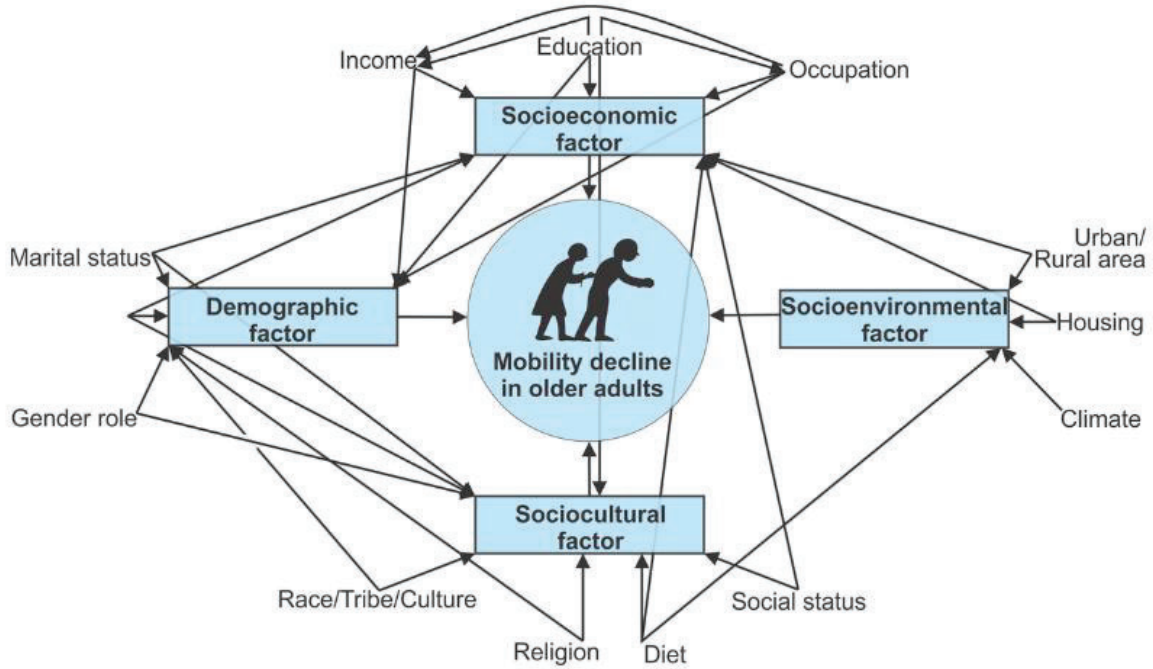 Education
Income
Occupation
Socioeconomic
factor
Marital status
Urban/
Rural area
Demographic
factor
Socioenvironmental
factor
Housing
Mobility decline
in older adults
Gender role
Climate
Sociocultural
factor
Race/Tribe/Culture
Social status
Religion
Diet